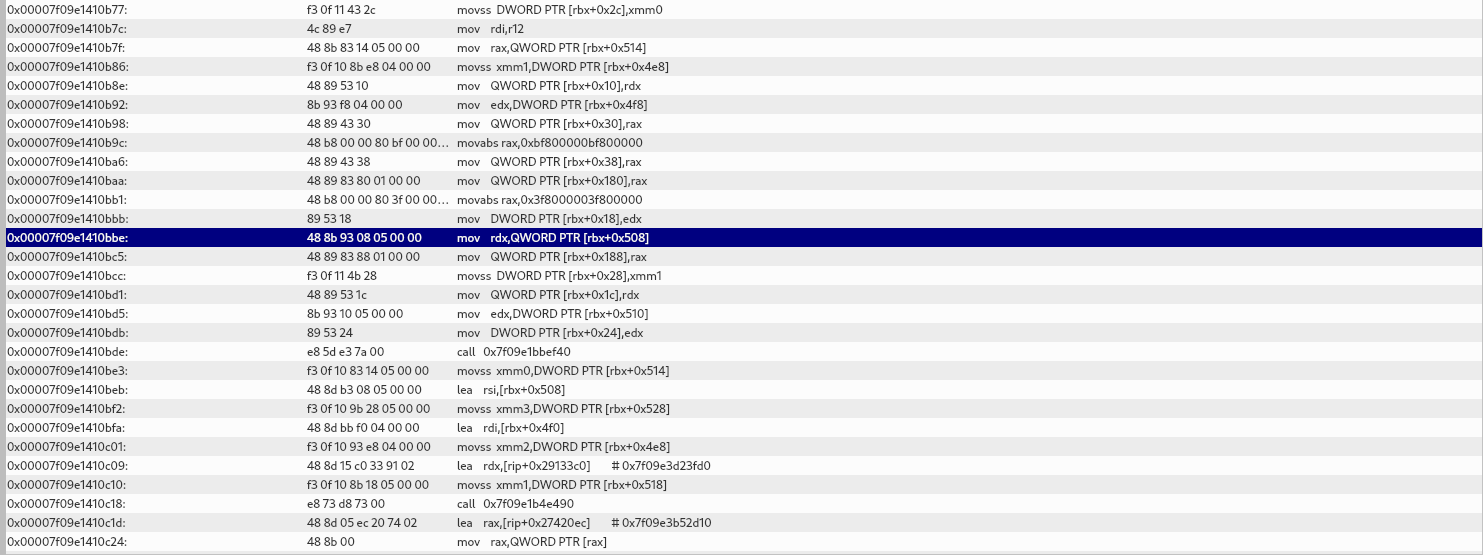 0x00007f09e1410b77: f3 0f 11 43 2c movss DWORD PTR [rbx+0x2c],xmm0
0x00007f09e1410b7c: 4c 89 e7 mov rdi,r12
0x00007f09e1410b7f: 48 8b 83 14 05 00 00 mov rax,QWORD PTR [rbx+0x514]
0x00007f09e1410b86: f3 0f 10 8b e8 04 00 00 movss xmm1,DWORD PTR [rbx+0x4e8]
0x00007f09e1410b8e: 48 89 53 10 mov QWORD PTR [rbx+0x10],rdx
0x00007f09e1410b92: 8b 93 f8 04 00 00 mov edx,DWORD PTR [rbx+0x4f8]
0x00007f09e1410b98: 48 89 43 30 mov QWORD PTR [rbx+0x30],rax
0x00007f09e1410b9c: 48 b8 00 00 80 bf 00 00… movabs rax,0xbf800000bf800000
0x00007f09e1410ba6: 48 89 43 38 mov QWORD PTR [rbx+0x38],rax
0x00007f09e1410baa: 48 89 83 80 01 00 00 mov QWORD PTR [rbx+0x180],rax
0x00007f09e1410bb1: 48 b8 00 00 80 3f 00 00… movabs rax,0x3f8000003f800000
0x00007f09e1410bbb: 89 53 18 mov DWORD PTR [rbx+0x18],edx
0x00007f09e1410bbe: 48 8b 93 08 05 00 00 mov rdx,QWORD PTR [rbx+0x508]
0x00007f09e1410bc5: 48 89 83 88 01 00 00 mov QWORD PTR [rbx+0x188],rax
0x00007f09e1410bcc: f3 0f 11 4b 28 movss DWORD PTR [rbx+0x28],xmm1
0x00007f09e1410bd1: 48 89 53 1c mov QWORD PTR [rbx+0x1c],rdx
0x00007f09e1410bd5: 8b 93 10 05 00 00 mov edx,DWORD PTR [rbx+0x510]
0x00007f09e1410bdb: 89 53 24 mov DWORD PTR [rbx+0x24],edx
0x00007f09e1410bde: e8 5d e3 7a 00 call 0x7f09e1bbef40
0x00007f09e1410be3: f3 0f 10 83 14 05 00 00 movss xmm0,DWORD PTR [rbx+0x514]
0x00007f09e1410beb: 48 8d b3 08 05 00 00 lea rsi,[rbx+0x508]
0x00007f09e1410bf2: f3 0f 10 9b 28 05 00 00 movss xmm3,DWORD PTR [rbx+0x528]
0x00007f09e1410bfa: 48 8d bb f0 04 00 00 lea rdi,[rbx+0x4f0]
0x00007f09e1410c01: f3 0f 10 93 e8 04 00 00 movss xmm2,DWORD PTR [rbx+0x4e8]
0x00007f09e1410c09: 48 8d 15 c0 33 91 02 lea rdx,[rip+0x29133c0] # 0x7f09e3d23fd0
0x00007f09e1410c10: f3 0f 10 8b 18 05 00 00 movss xmm1,DWORD PTR [rbx+0x518]
0x00007f09e1410c18: e8 73 d8 73 00 call 0x7f09e1b4e490
0x00007f09e1410c1d: 48 8d 05 ec 20 74 02 lea rax,[rip+0x27420ec] # 0x7f09e3b52d10
0x00007f09e1410c24: 48 8b 00 mov rax,QWORD PTR [rax]